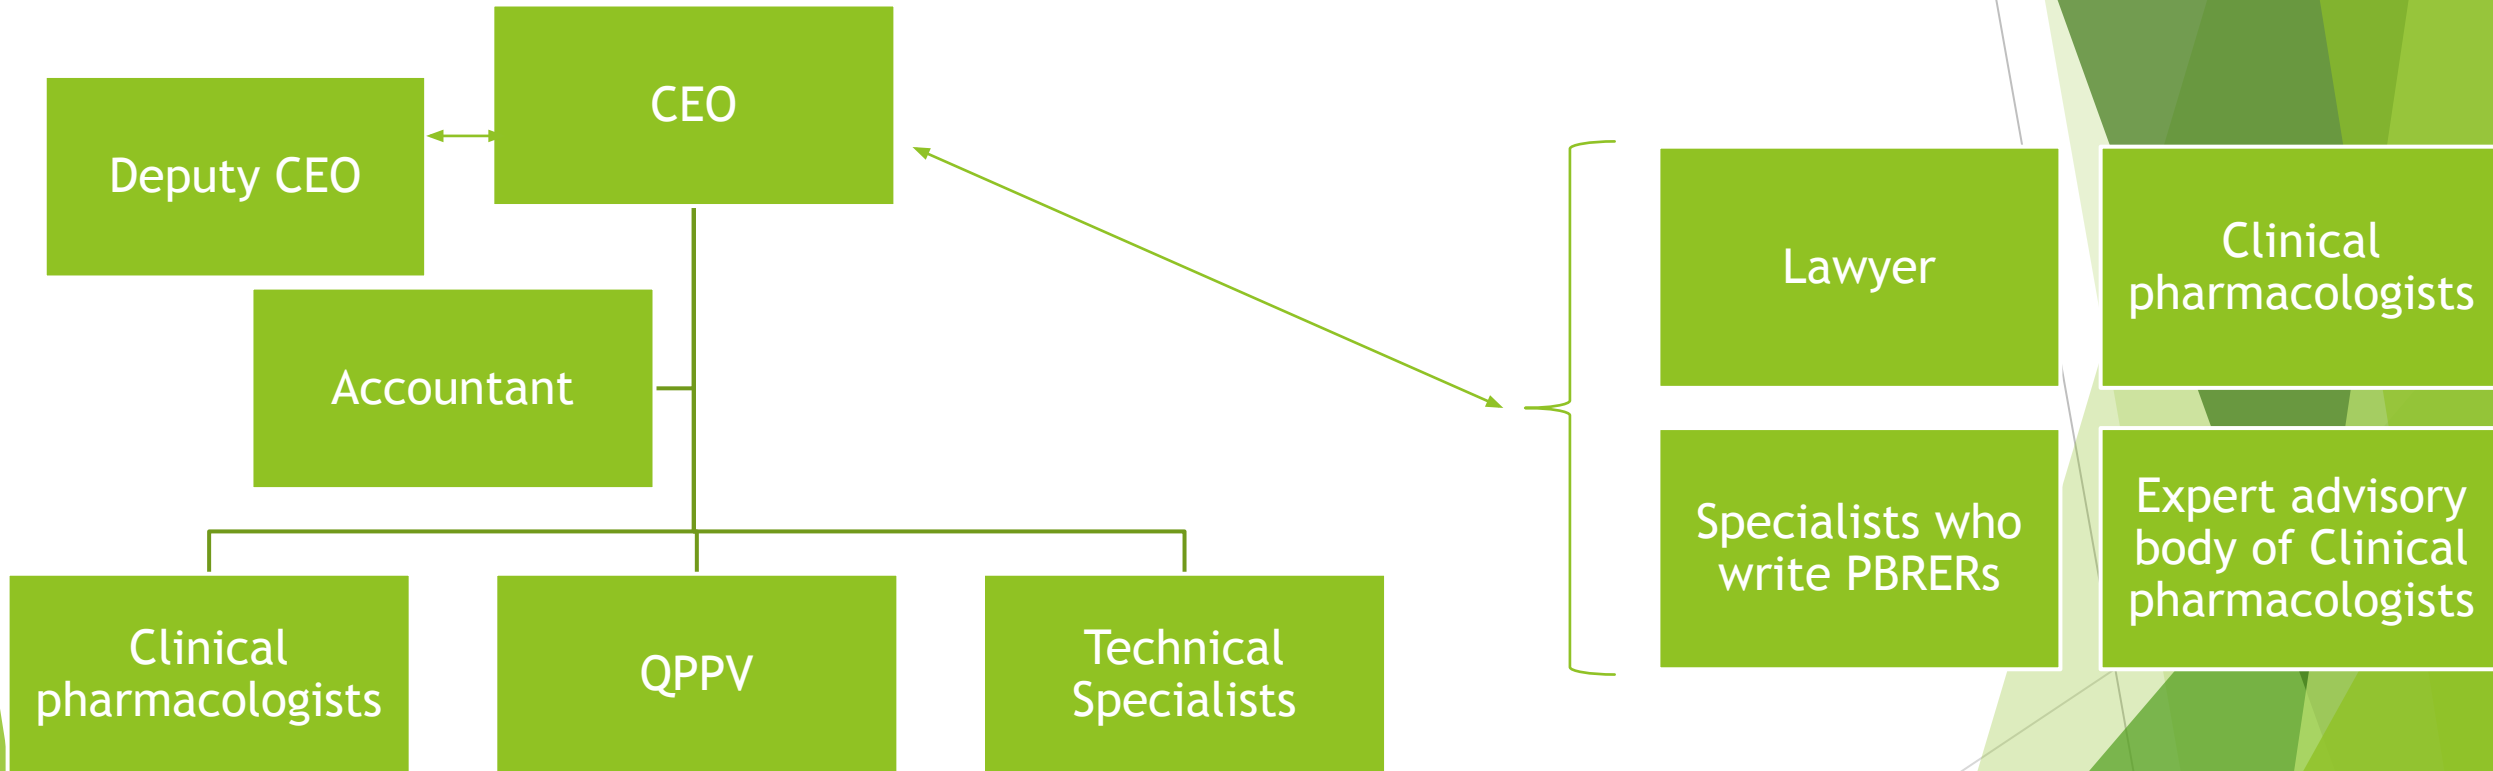 CEO
Deputy CEO
Accountant
Clinical
pharmacologists
QPPV
Technical
Specialists
Lawyer
Clinical
pharmacologists
Specialists who
write PBRERs
Expert advisory
body of Clinical
pharmacologists